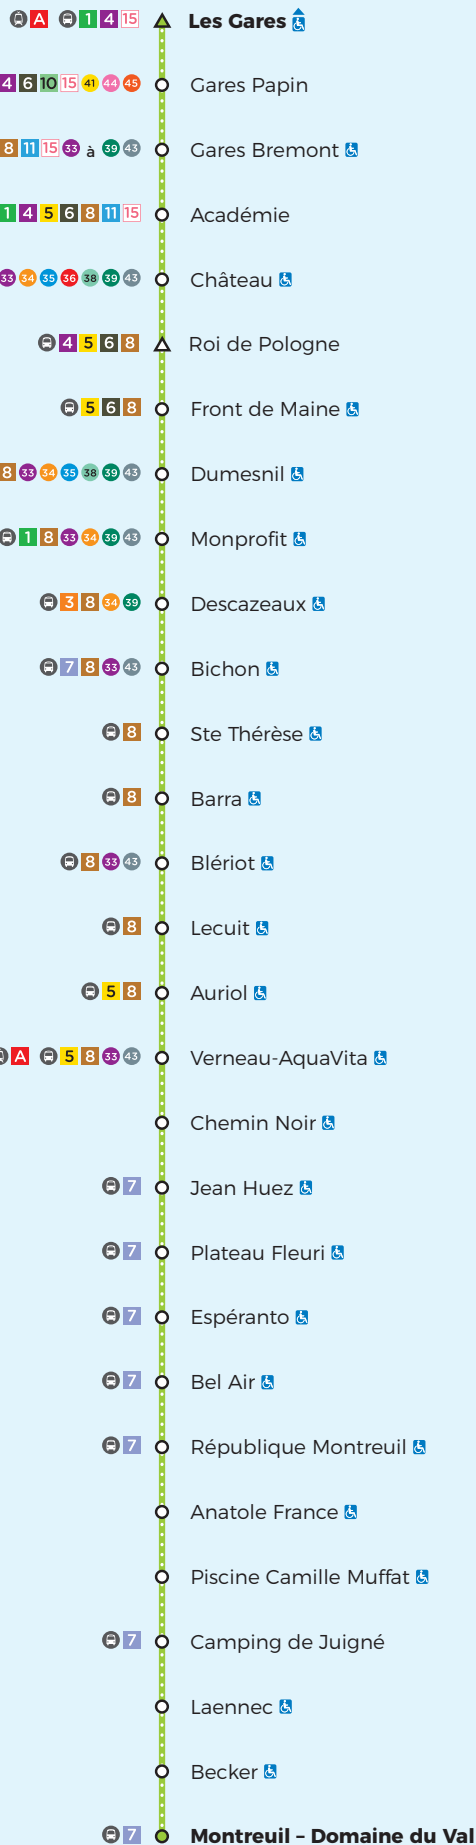 A 1 4 15 Les Gares
4 6 10 15 41 44 45 Gares Papin
8 11 15 33 à 39 43 Gares Bremont
1 4 5 6 8 11 15 Académie
33 34 35 36 38 39 43 Château
4 5 6 8 Roi de Pologne
5 6 8 Front de Maine
8 33 34 35 38 39 43 Dumesnil
1 8 33 34 39 43 Monprofit
3 8 34 39 Descazeaux
7 8 33 43 Bichon
8 Ste Thérèse
8 Barra
8 33 43 Blériot
8 Lecuit
5 8 Auriol
A 5 8 33 43 Verneau-AquaVita
Chemin Noir
7 Jean Huez
7 Plateau Fleuri
7 Espéranto
7 Bel Air
7 République Montreuil
Anatole France
Piscine Camille Muffat
7 Camping de Juigné
Laennec
Becker
7 Montreuil – Domaine du Val